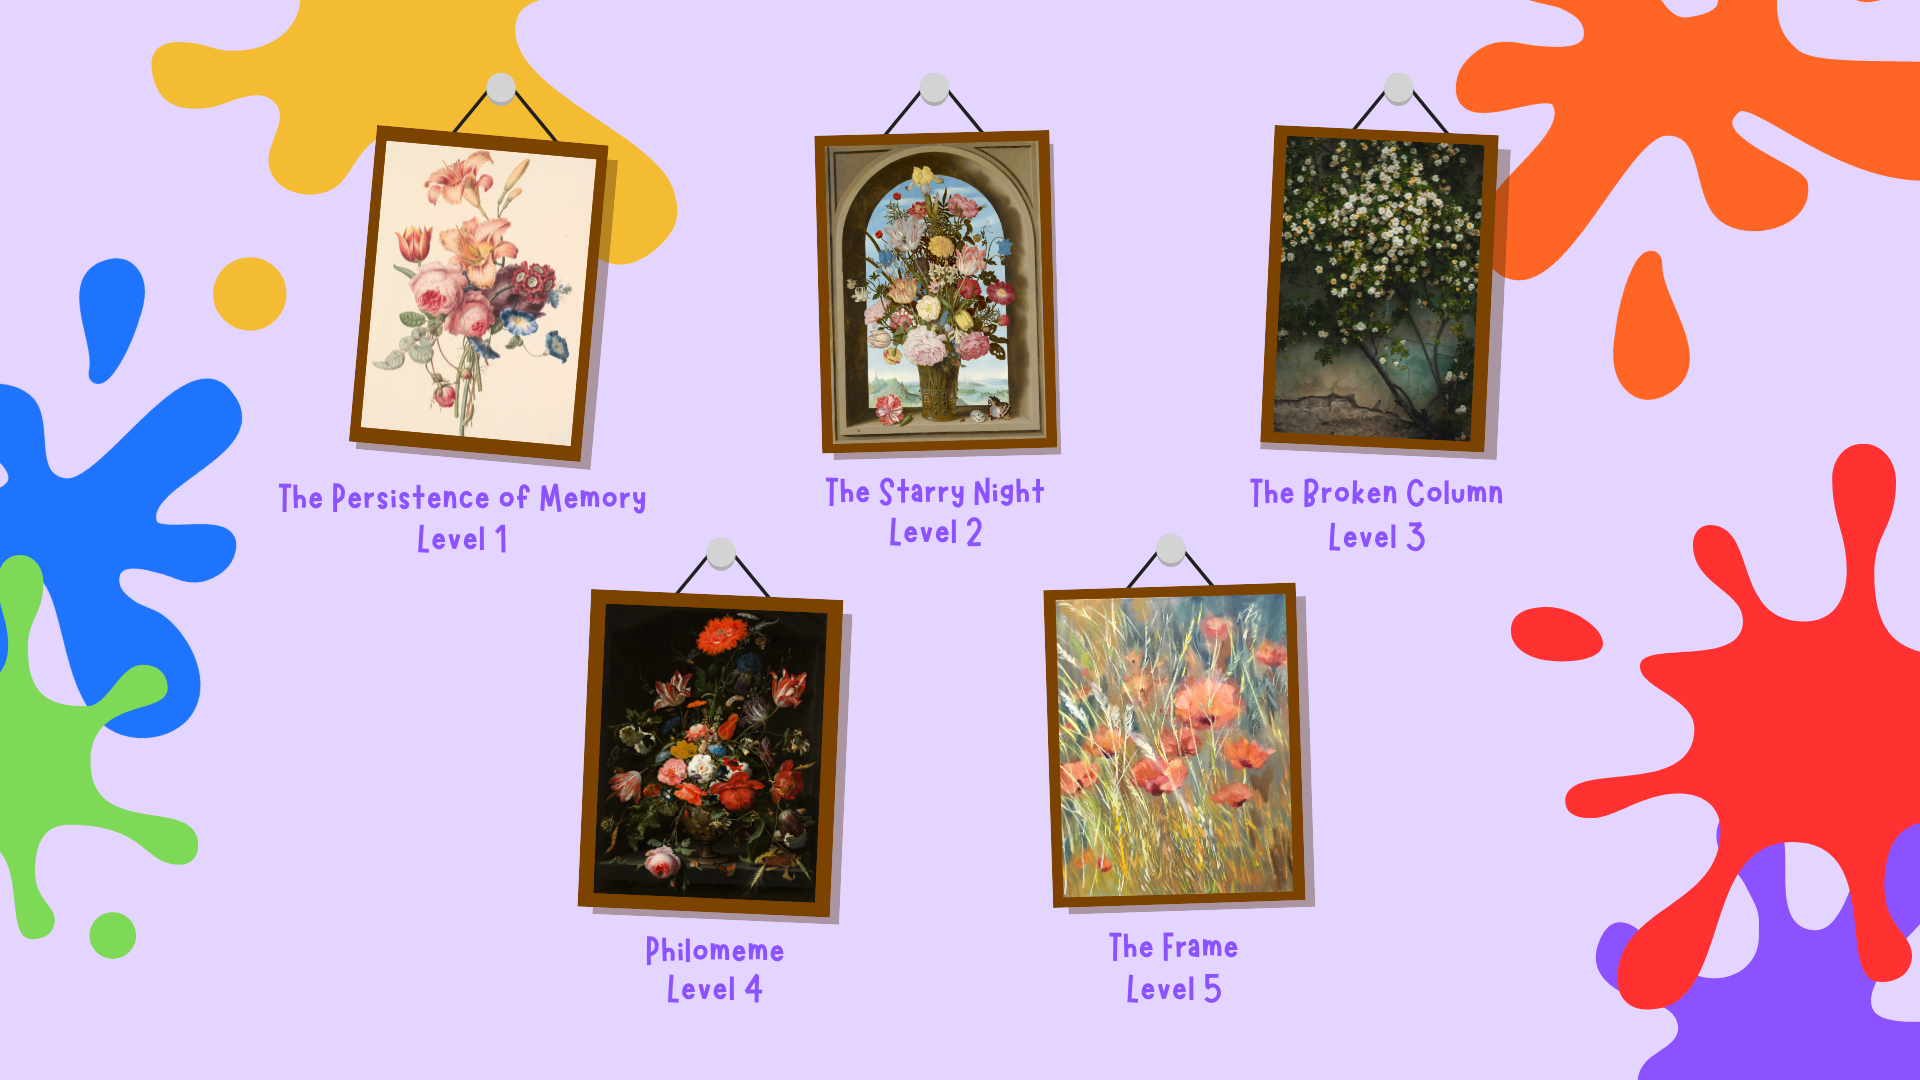 The Persistence of Memory
Level 1
The Starry Night
Level 2
The Broken Column
Level 3
Philomeme
Level 4
The Frame
Level 5